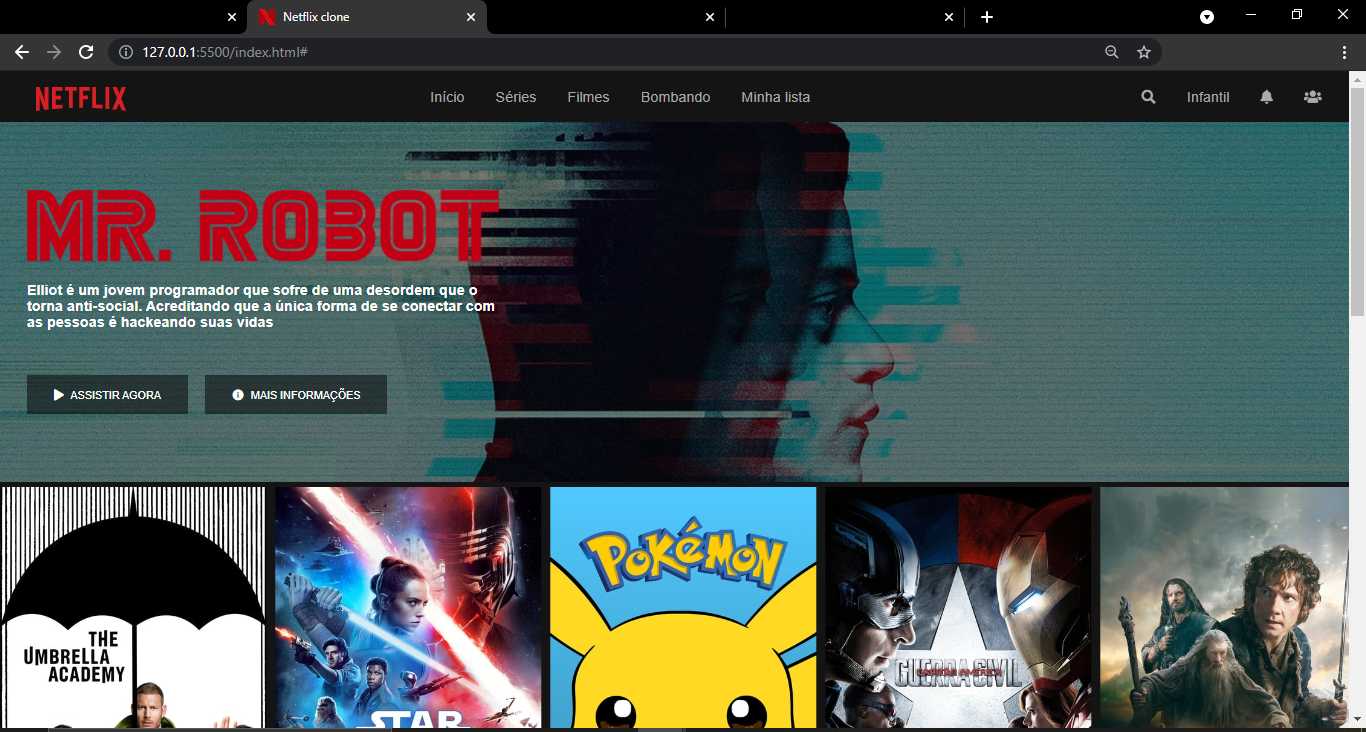 Netflix clone
127.0.0.1:5500/index.html#
NETFLIX
Início Séries Filmes Bombando Minha lista
Infantil
MR. ROBOT
Elliot é um jovem programador que sofre de uma desordem que o
torna anti-social. Acreditando que a única forma de se conectar com
as pessoas é hackeando suas vidas
ASSISTIR AGORA
MAIS INFORMAÇÕES
THE
UMBRELLA
ACADEMY
STAR
POKéMON
GUERRA CIVIL
CAPITÃO AMÉRICA